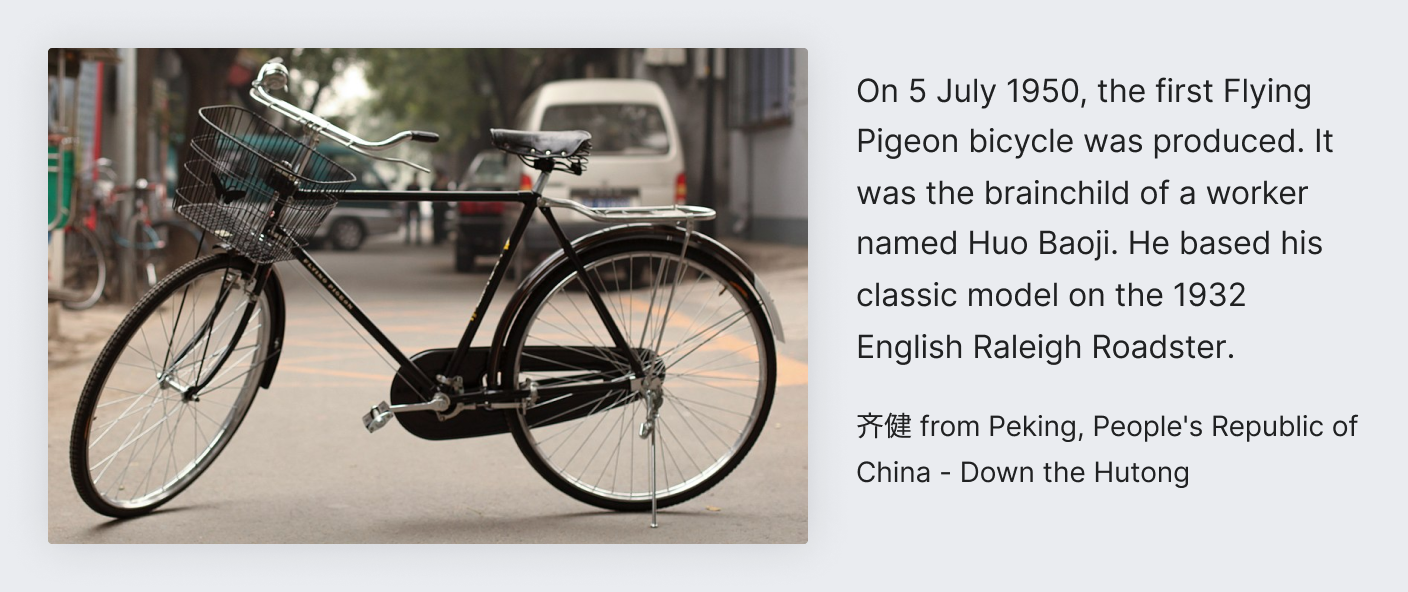 FLYING PIGEON
On 5 July 1950, the first Flying
Pigeon bicycle was produced. It
was the brainchild of a worker
named Huo Baoji. He based his
classic model on the 1932
English Raleigh Roadster.
齐健 from Peking, People's Republic of
China - Down the Hutong